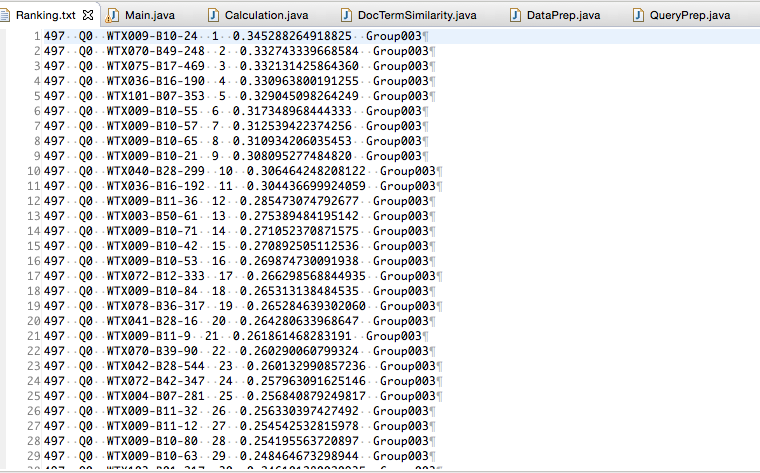 Ranking.txt Main.java Calculation.java DocTermSimilarity.java DataPrep.java QueryPrep.java
1 497 Q0 WTX009-B10-24 1 0.345288264918825 Group003
2 497 Q0 WTX070-B49-248 2 0.332743339668584 Group003
3 497 Q0 WTX075-B17-469 3 0.332131425864360 Group003
4 497 Q0 WTX036-B16-190 4 0.330963800191255 Group003
5 497 Q0 WTX101-B07-353 5 0.329045098264249 Group003
6 497 Q0 WTX009-B10-55 6 0.317348968444333 Group003
7 497 Q0 WTX009-B10-57 7 0.312539422374256 Group003
8 497 Q0 WTX009-B10-65 8 0.310934206035453 Group003
9 497 Q0 WTX009-B10-21 9 0.308095277484820 Group003
10 497 Q0 WTX040-B28-299 10 0.306464248208122 Group003
11 497 Q0 WTX036-B16-192 11 0.304436699924059 Group003
12 497 Q0 WTX009-B11-36 12 0.285473074792677 Group003
13 497 Q0 WTX003-B50-61 13 0.275389484195142 Group003
14 497 Q0 WTX009-B10-71 14 0.271052370871575 Group003
15 497 Q0 WTX009-B10-42 15 0.270892505112536 Group003
16 497 Q0 WTX009-B10-53 16 0.269874730091938 Group003
17 497 Q0 WTX072-B12-333 17 0.266298568844935 Group003
18 497 Q0 WTX009-B10-84 18 0.265313138484535 Group003
19 497 Q0 WTX078-B36-317 19 0.265284639302060 Group003
20 497 Q0 WTX041-B28-16 20 0.264280633968647 Group003
21 497 Q0 WTX009-B11-9 21 0.261861468283191 Group003
22 497 Q0 WTX070-B39-90 22 0.260290060799324 Group003
23 497 Q0 WTX042-B28-544 23 0.260132990857236 Group003
24 497 Q0 WTX072-B42-347 24 0.257963091625146 Group003
25 497 Q0 WTX004-B07-281 25 0.256840879249817 Group003
26 497 Q0 WTX009-B11-32 26 0.256330397427492 Group003
27 497 Q0 WTX009-B11-12 27 0.254542532815978 Group003
28 497 Q0 WTX009-B10-80 28 0.254195563720897 Group003
29 497 Q0 WTX009-B10-63 29 0.248464673298944 Group003